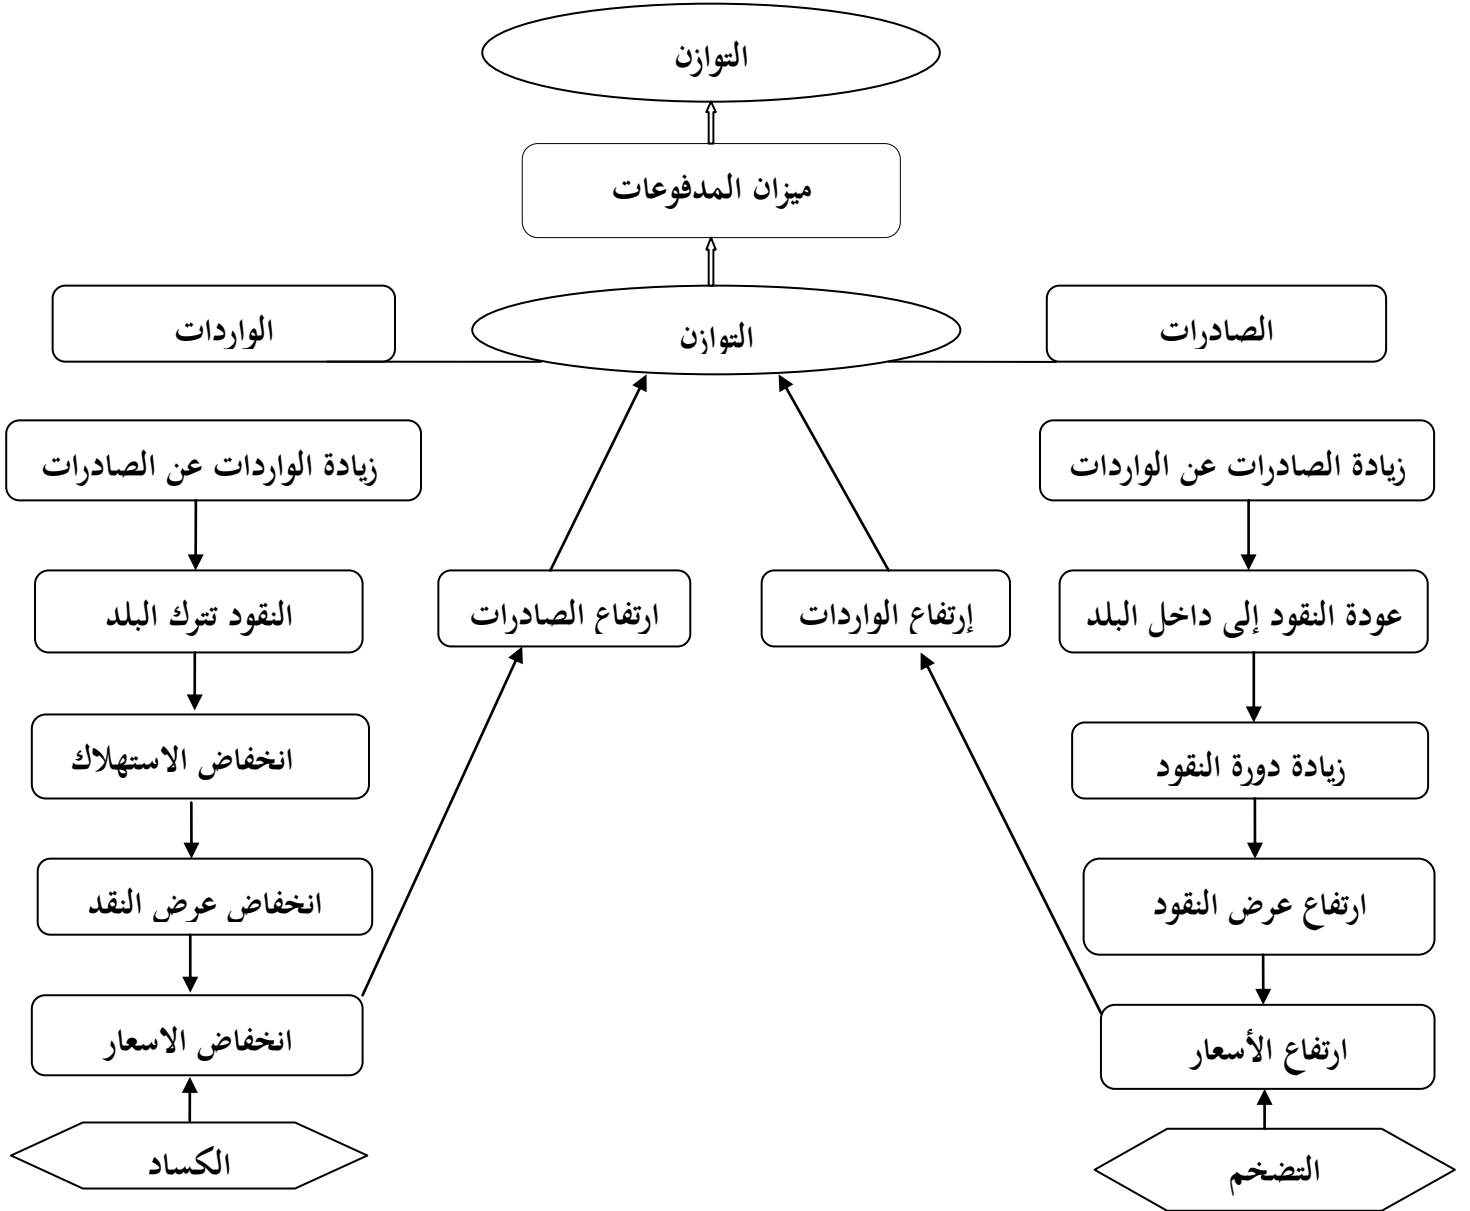 التوازن
ميزان المدفوعات
الصادرات
التوازن
الواردات
زيادة الصادرات عن الواردات
زيادة الواردات عن الصادرات
عودة النقود إلى داخل البلد
إرتفاع الواردات
ارتفاع الصادرات
النقود تترك البلد
زيادة دورة النقود
انخفاض الاستهلاك
ارتفاع عرض النقود
انخفاض عرض النقد
ارتفاع الأسعار
انخفاض الاسعار
التضخم
الكساد